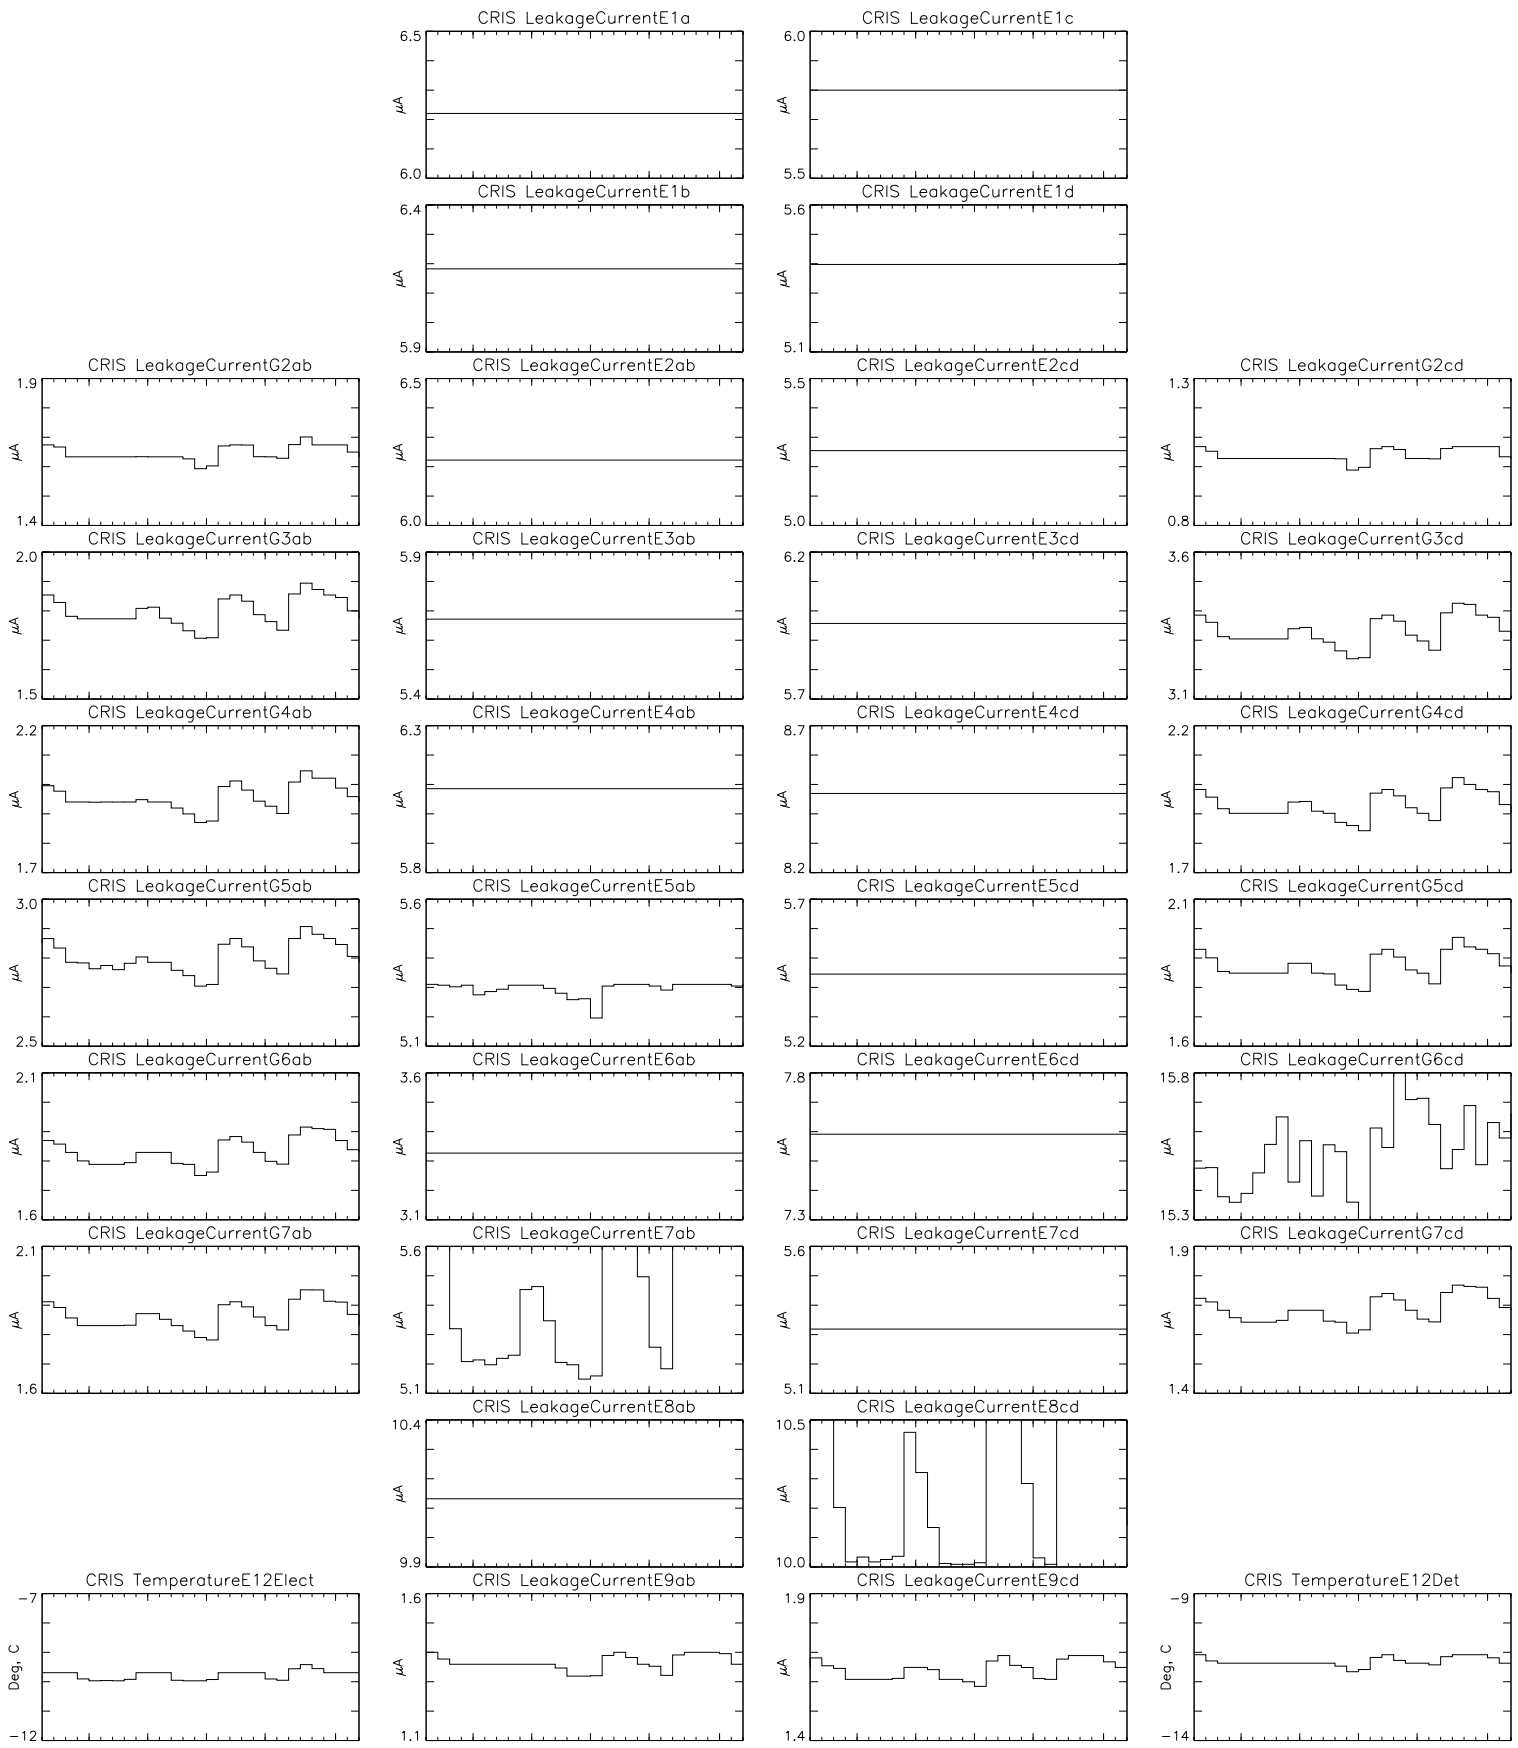 CRIS LeakageCurrentE1a CRIS LeakageCurrentE1c
6.5 6.0
µA µA
6.0 5.5
CRIS LeakageCurrentE1b CRIS LeakageCurrentE1d
6.4 5.6
µA µA
5.9 5.1
CRIS LeakageCurrentG2ab CRIS LeakageCurrentE2ab CRIS LeakageCurrentE2cd CRIS LeakageCurrentG2cd
1.9 6.5 5.5 1.3
µA µA µA µA
1.4 6.0 5.0 0.8
CRIS LeakageCurrentG3ab CRIS LeakageCurrentE3ab CRIS LeakageCurrentE3cd CRIS LeakageCurrentG3cd
2.0 5.9 6.2 3.6
µA µA µA µA
1.5 5.4 5.7 3.1
CRIS LeakageCurrentG4ab CRIS LeakageCurrentE4ab CRIS LeakageCurrentE4cd CRIS LeakageCurrentG4cd
2.2 6.3 8.7 2.2
µA µA µA µA
1.7 5.8 8.2 1.7
CRIS LeakageCurrentG5ab CRIS LeakageCurrentE5ab CRIS LeakageCurrentE5cd CRIS LeakageCurrentG5cd
3.0 5.6 5.7 2.1
µA µA µA µA
2.5 5.1 5.2 1.6
CRIS LeakageCurrentG6ab CRIS LeakageCurrentE6ab CRIS LeakageCurrentE6cd CRIS LeakageCurrentG6cd
2.1 3.6 7.8 15.8
µA µA µA µA
1.6 3.1 7.3 15.3
CRIS LeakageCurrentG7ab CRIS LeakageCurrentE7ab CRIS LeakageCurrentE7cd CRIS LeakageCurrentG7cd
2.1 5.6 5.6 1.9
µA µA µA µA
1.6 5.1 5.1 1.4
CRIS LeakageCurrentE8ab CRIS LeakageCurrentE8cd
10.4 10.5
µA µA
9.9 10.0
CRIS TemperatureE12Elect CRIS LeakageCurrentE9ab CRIS LeakageCurrentE9cd CRIS TemperatureE12Det
-7 1.6 1.9 -9
Deg, C µA µA Deg, C
-12 1.1 1.4 -14